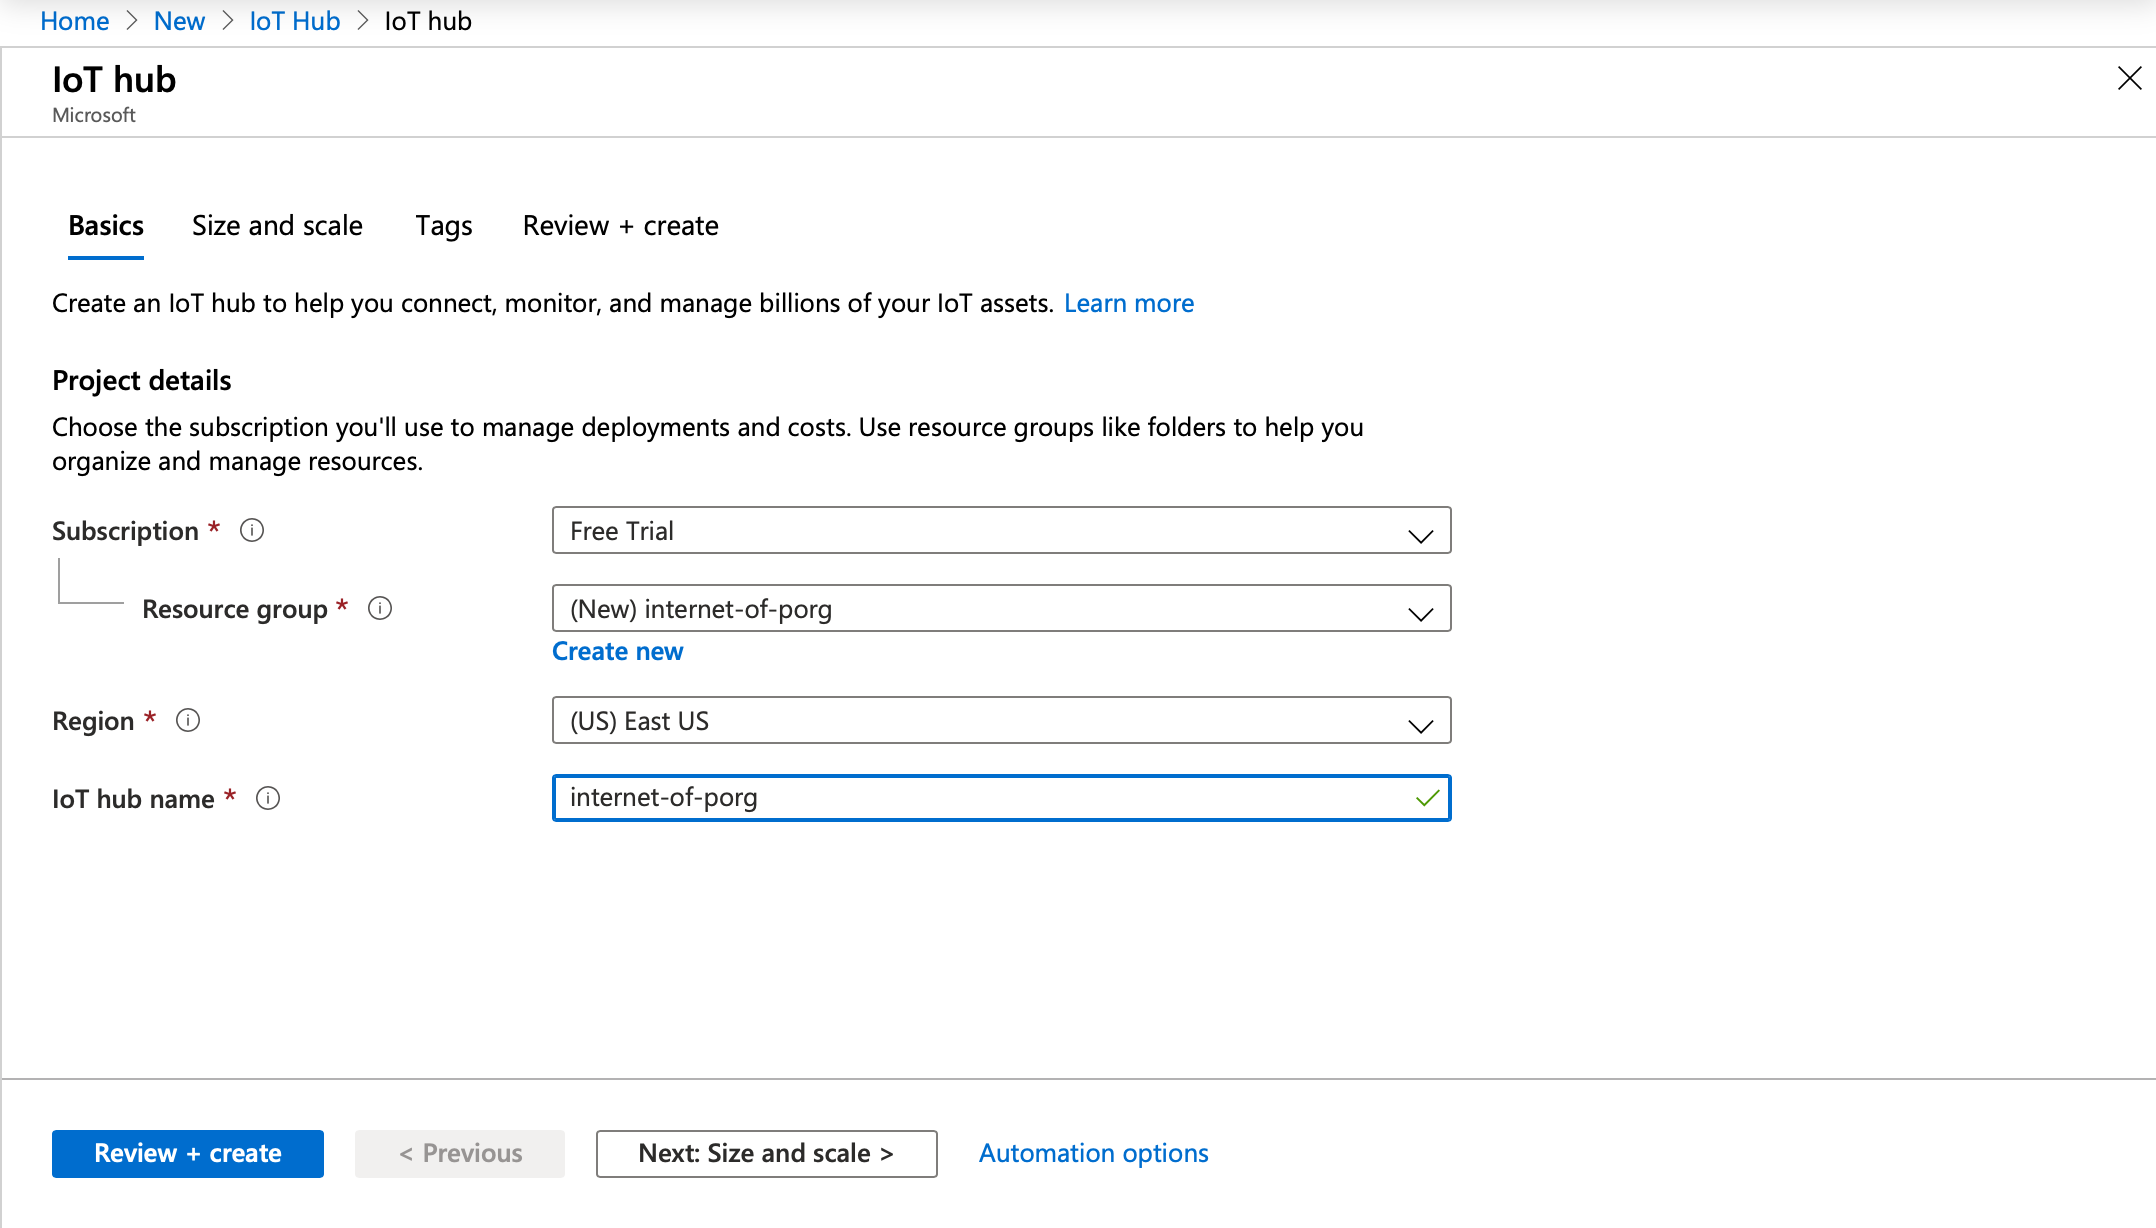 Home > New > IoT Hub > IoT hub
IoT hub
Microsoft
Basics Size and scale Tags Review + create
Create an IoT hub to help you connect, monitor, and manage billions of your IoT assets. Learn more
Project details
Choose the subscription you'll use to manage deployments and costs. Use resource groups like folders to help you
organize and manage resources.
Subscription * Free Trial
Resource group * (New) internet-of-porg
Create new
Region * (US) East US
IoT hub name * internet-of-porg
Review + create < Previous Next: Size and scale > Automation options